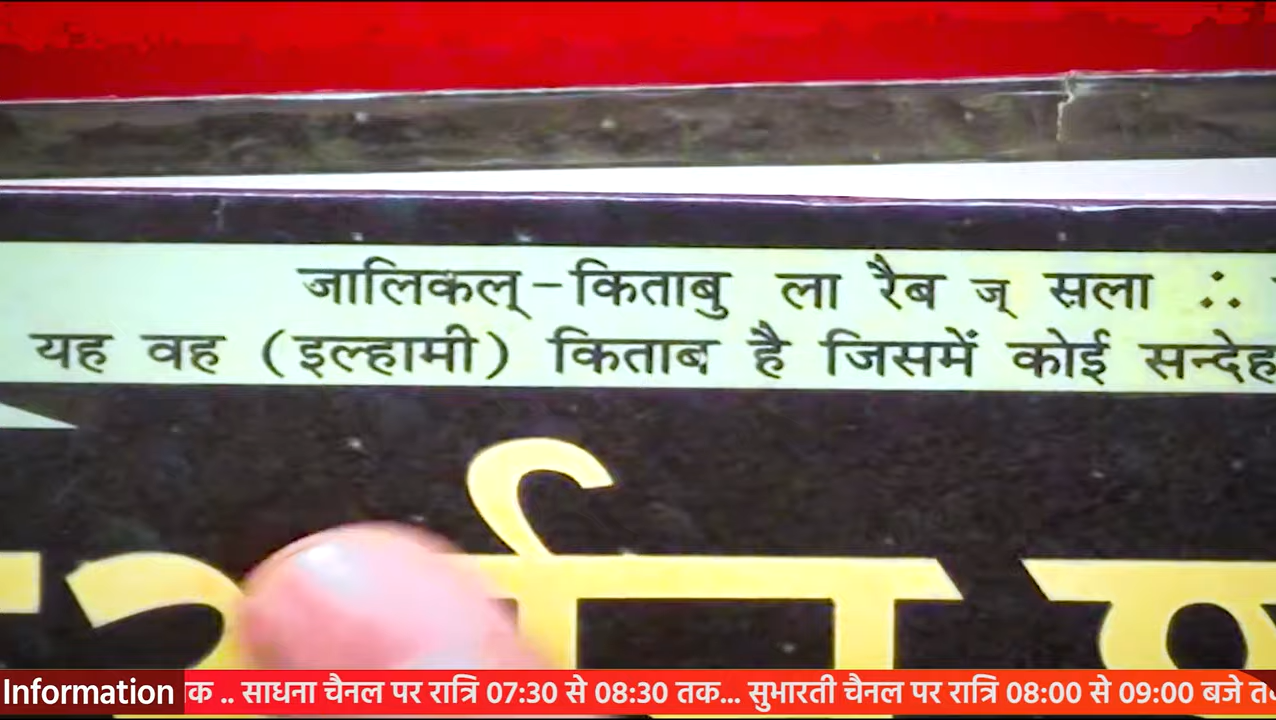 जालिकल्-किताबु ला रैब ज् सला ∴
यह वह (इल्हामी) किताब है जिसमें कोई सन्देह
Information क .. साधना चैनल पर रात्रि 07:30 से 08:30 तक... सुभारती चैनल पर रात्रि 08:00 से 09:00 बजे तक